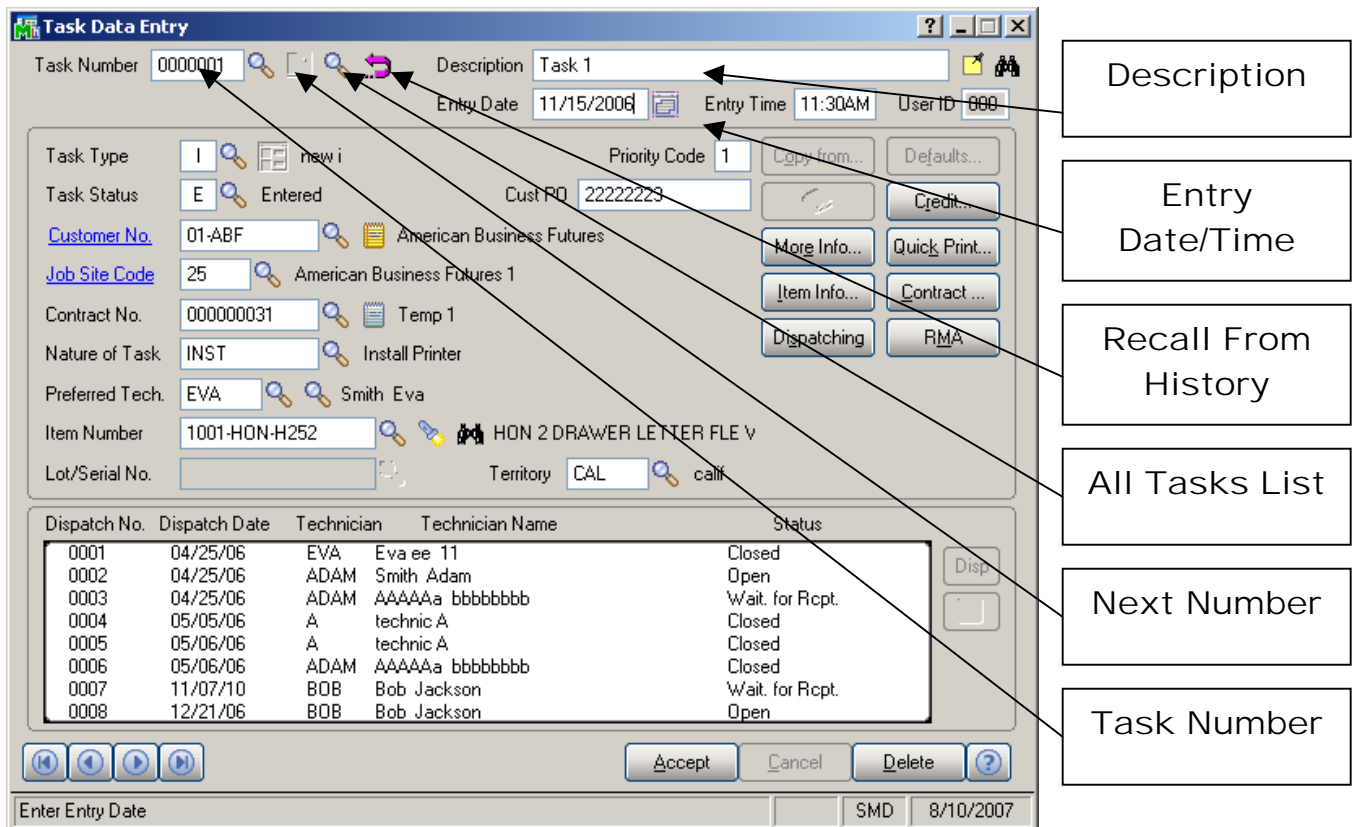 Task Data Entry
Task Number 0000001 Description Task 1
Entry Date 11/15/2006 Entry Time 11:30AM User ID 000
Task Type I new i Priority Code 1 Copy from... Defaults...
Task Status E Entered Cust PO 22222223 Credit...
Customer No. 01-ABF American Business Futures More Info... Quick Print...
Job Site Code 25 American Business Futures 1
Item Info... Contract ...
Contract No. 000000031 Temp 1
Dispatching RMA
Nature of Task INST Install Printer
Preferred Tech. EVA Smith Eva
Item Number 1001-HON-H252 HON 2 DRAWER LETTER FLE V
Lot/Serial No. Territory CAL calif
Dispatch No. Dispatch Date Technician Technician Name Status
0001 04/25/06 EVA Eva ee 11 Closed
0002 04/25/06 ADAM Smith Adam Open
0003 04/25/06 ADAM AAAAAa bbbbbbbb Wait. for Rcpt.
0004 05/05/06 A technic A Closed
0005 05/06/06 A technic A Closed
0006 05/06/06 ADAM AAAAAa bbbbbbbb Closed
0007 11/07/10 BOB Bob Jackson Wait. for Rcpt.
0008 12/21/06 BOB Bob Jackson Open
Disp
Accept Cancel Delete
Enter Entry Date SMD 8/10/2007
Description
Entry
Date/Time
Recall From
History
All Tasks List
Next Number
Task Number